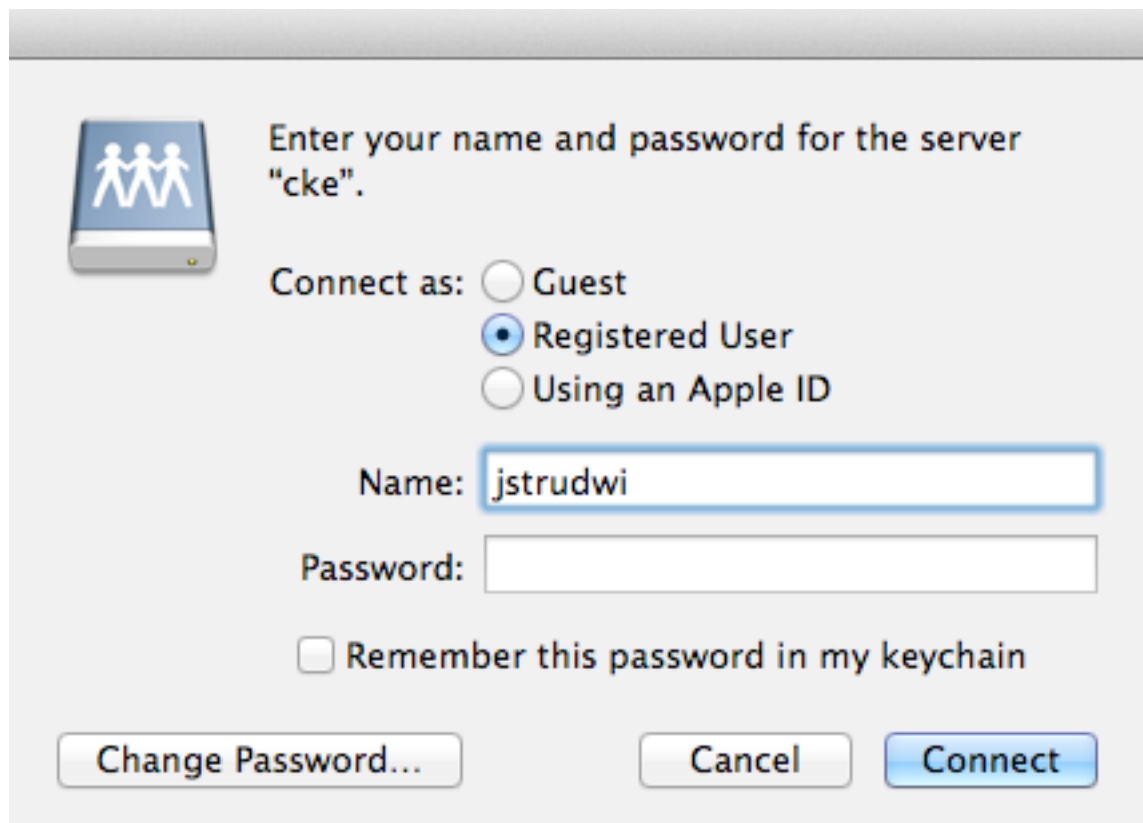 Enter your name and password for the server
“cke”.
Connect as: Guest
Registered User
Using an Apple ID
Name: jstrudwi
Password:
Remember this password in my keychain
Change Password... Cancel Connect